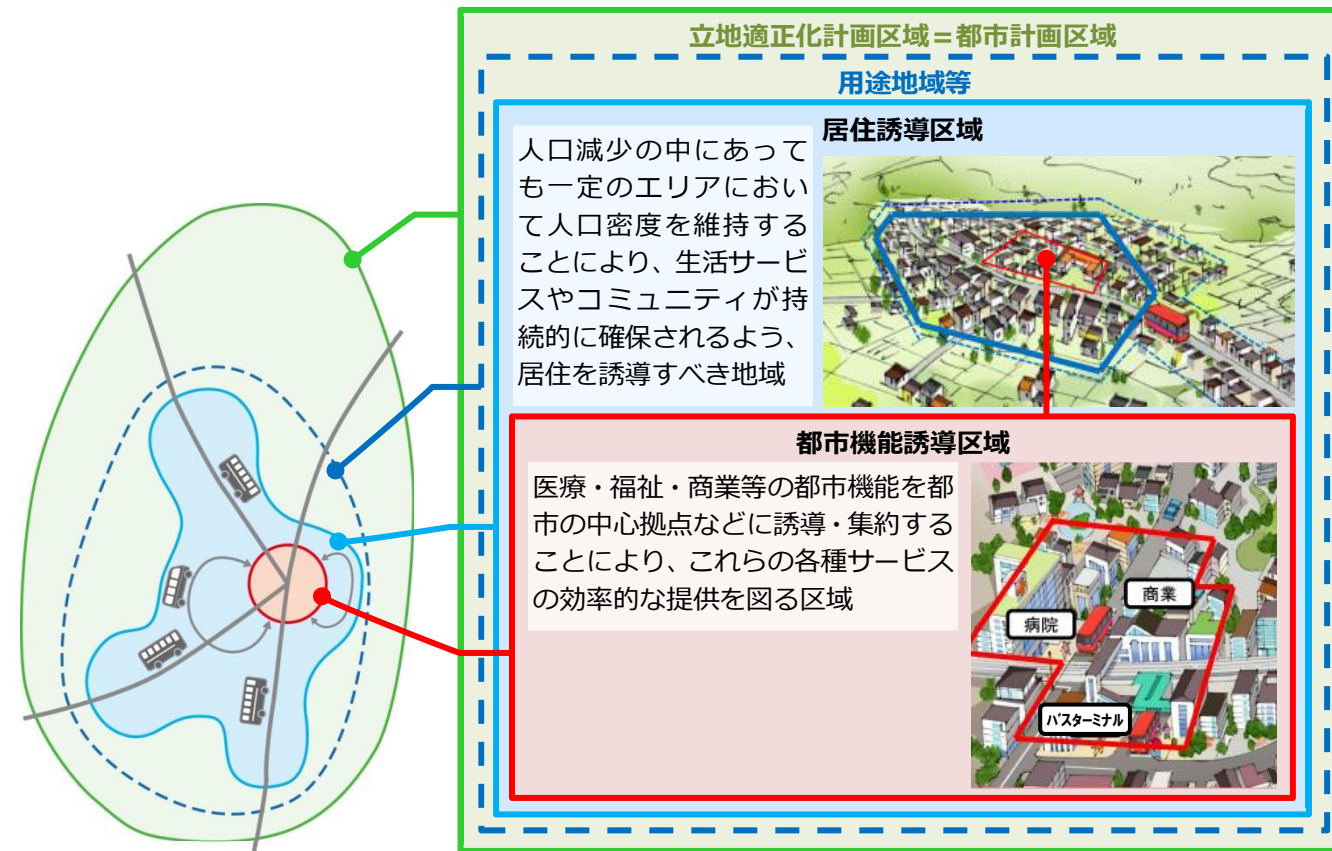 立地適正化計画区域＝都市計画区域
用途地域等
居住誘導区域
人口減少の中にあって
も一定のエリアにおい
て人口密度を維持する
ことにより、生活サービ
スやコミュニティが持
続的に確保されるよう、
居住を誘導すべき地域
都市機能誘導区域
医療・福祉・商業等の都市機能を都
市の中心拠点などに誘導・集約する
ことにより、これらの各種サービス
の効率的な提供を図る区域
商業
病院
バスターミナル